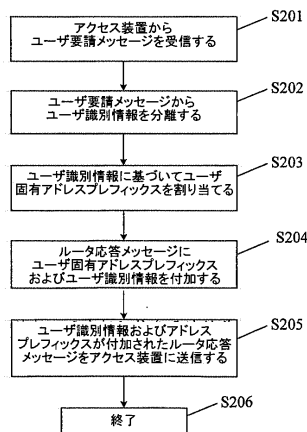 S201
アクセス装置から
ユーザ要請メッセージを受信する
S202
ユーザ要請メッセージから
ユーザ識別情報を分離する
S203
ユーザ識別情報に基づいてユーザ
固有アドレスプレフィックスを割り当てる
S204
ルータ応答メッセージに
ユーザ固有アドレスプレフィックス
およびユーザ識別情報を付加する
S205
ユーザ識別情報およびアドレス
プレフィックスが付加されたルータ応答
メッセージをアクセス装置に送信する
S206
終了